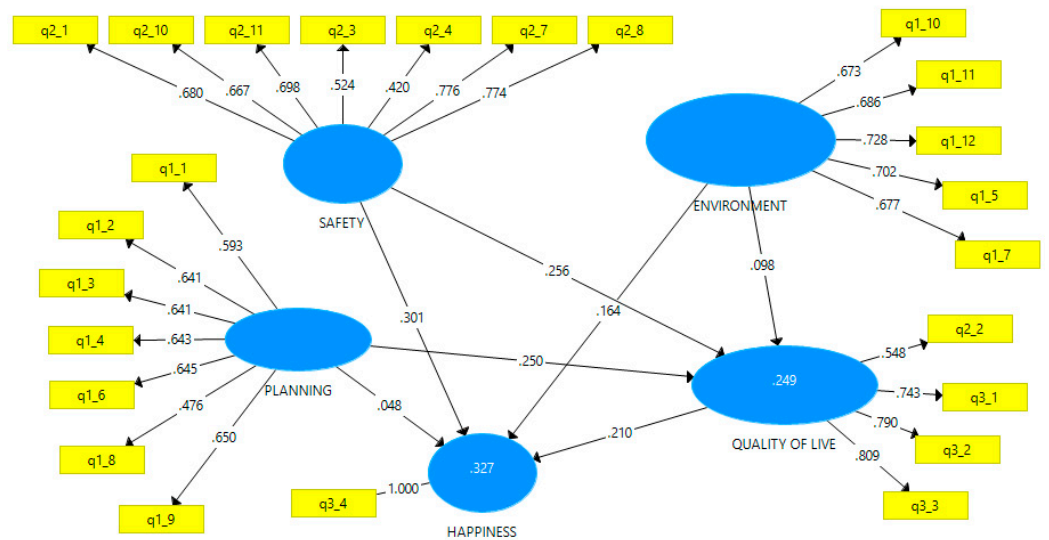 q2_1
q2_10
q2_11
q2_3
q2_4
q2_7
q2_8
q1_10
.680
.667
.698
.524
.420
.776
.774
.673
q1_11
.686
q1_12
.728
.702
q1_5
.677
q1_7
SAFETY
ENVIRONMENT
q1_1
q1_2
q1_3
q1_4
q1_6
q1_8
q1_9
.593
.641
.641
.643
.645
.476
.650
PLANNING
.256
.098
.301
.164
.250
.048
.210
.249
QUALITY OF LIVE
q2_2
.548
q3_1
.743
.790
q3_2
.809
q3_3
.327
1.000
q3_4
HAPPINESS